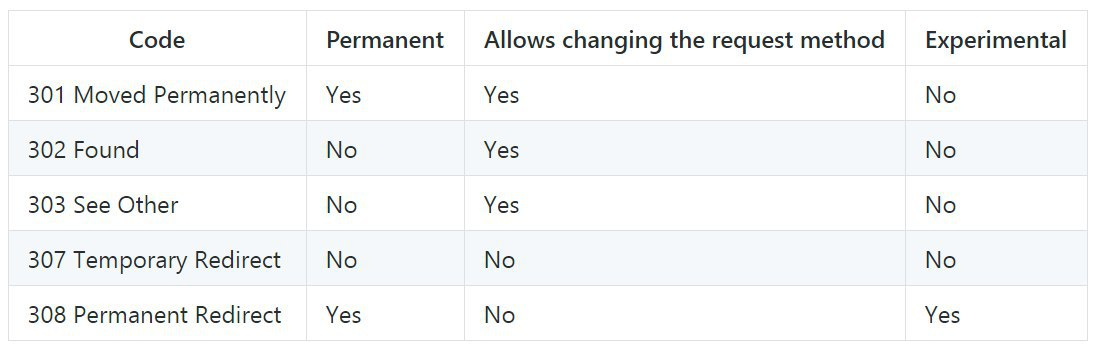 Code Permanent Allows changing the request method Experimental
301 Moved Permanently Yes Yes No
302 Found No Yes No
303 See Other No Yes No
307 Temporary Redirect No No No
308 Permanent Redirect Yes No Yes